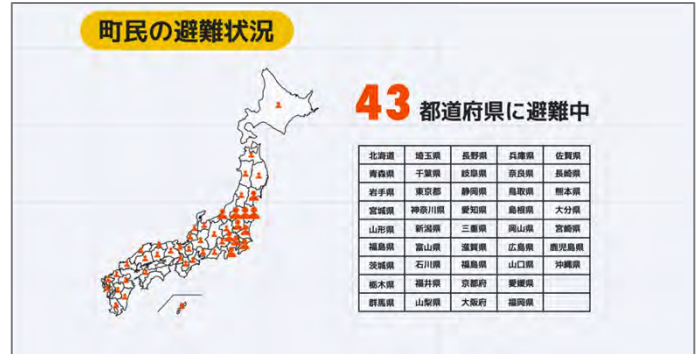 町民の避難状況
43 都道府県に避難中
北海道 埼玉県 長野県 兵庫県 佐賀県
青森県 千葉県 岐阜県 奈良県 長崎県
岩手県 東京都 静岡県 鳥取県 熊本県
宮城県 神奈川県 愛知県 島根県 大分県
山形県 新潟県 三重県 岡山県 宮崎県
福島県 富山県 滋賀県 広島県 鹿児島県
茨城県 石川県 福島県 山口県 沖縄県
栃木県 福井県 京都府 愛媛県
群馬県 山梨県 大阪府 福岡県